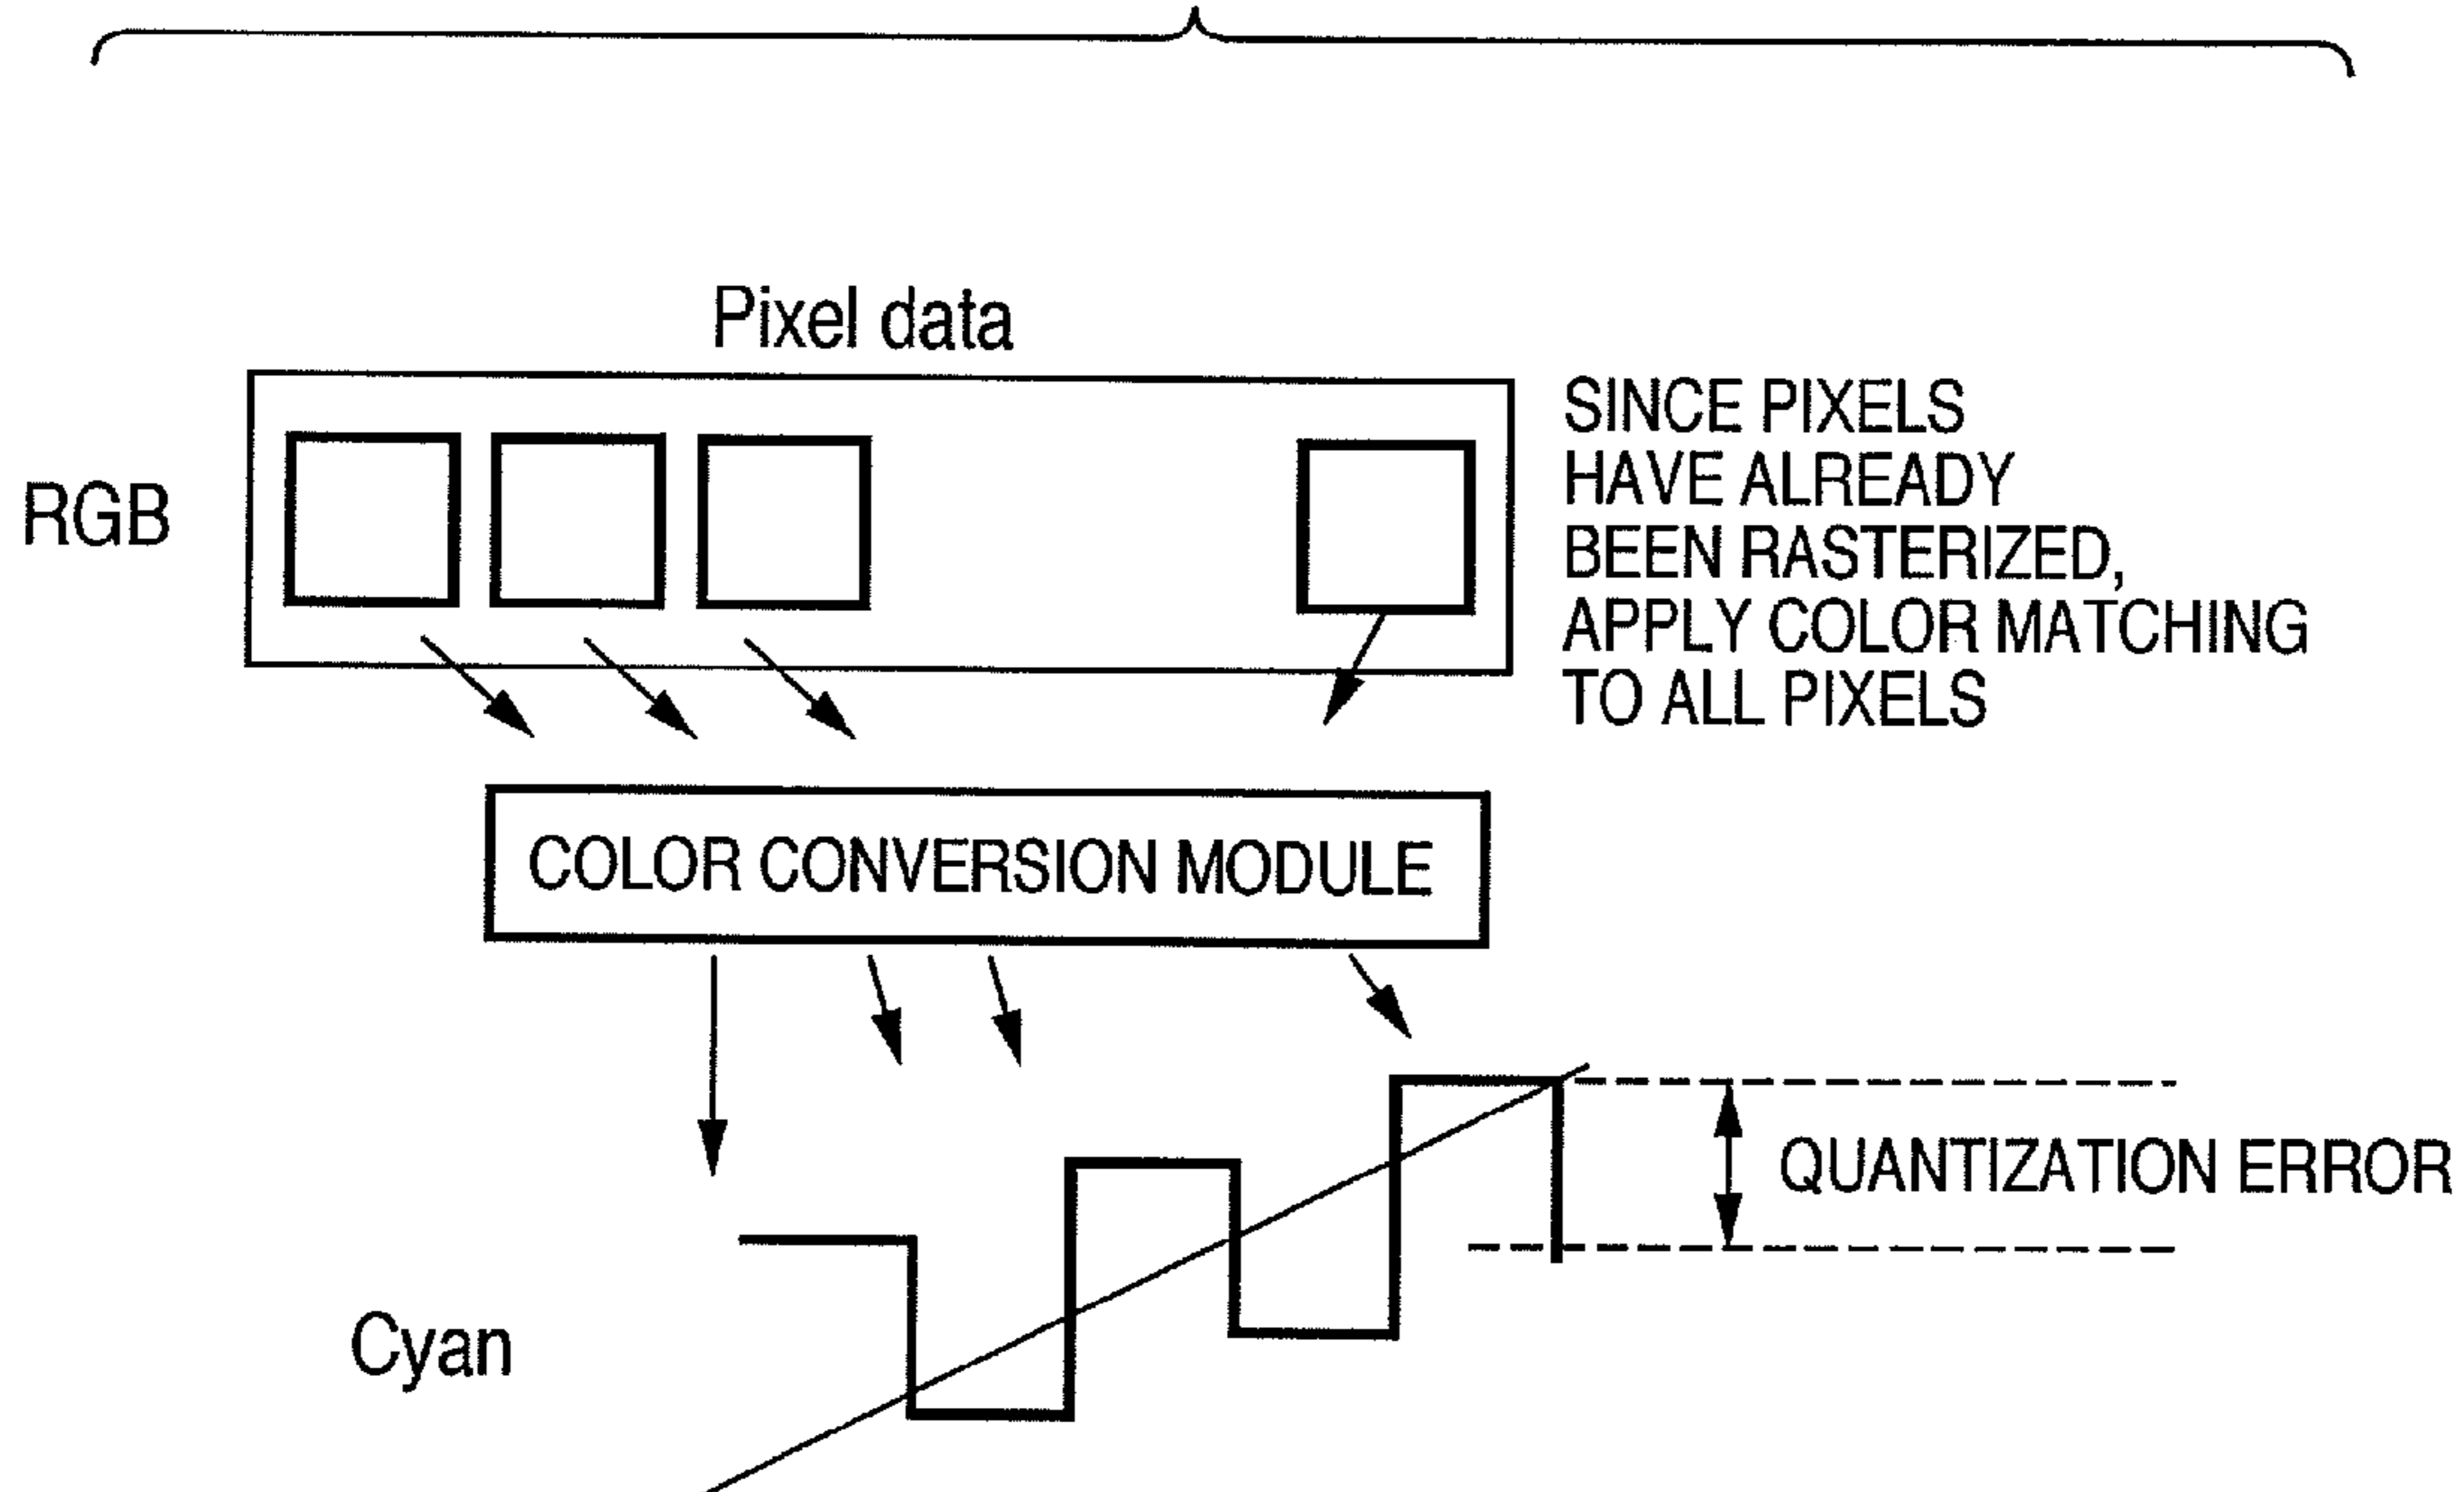 Pixel data
RGB
SINCE PIXELS
HAVE ALREADY
BEEN RASTERIZED,
APPLY COLOR MATCHING
TO ALL PIXELS
COLOR CONVERSION MODULE
QUANTIZATION ERROR
Cyan